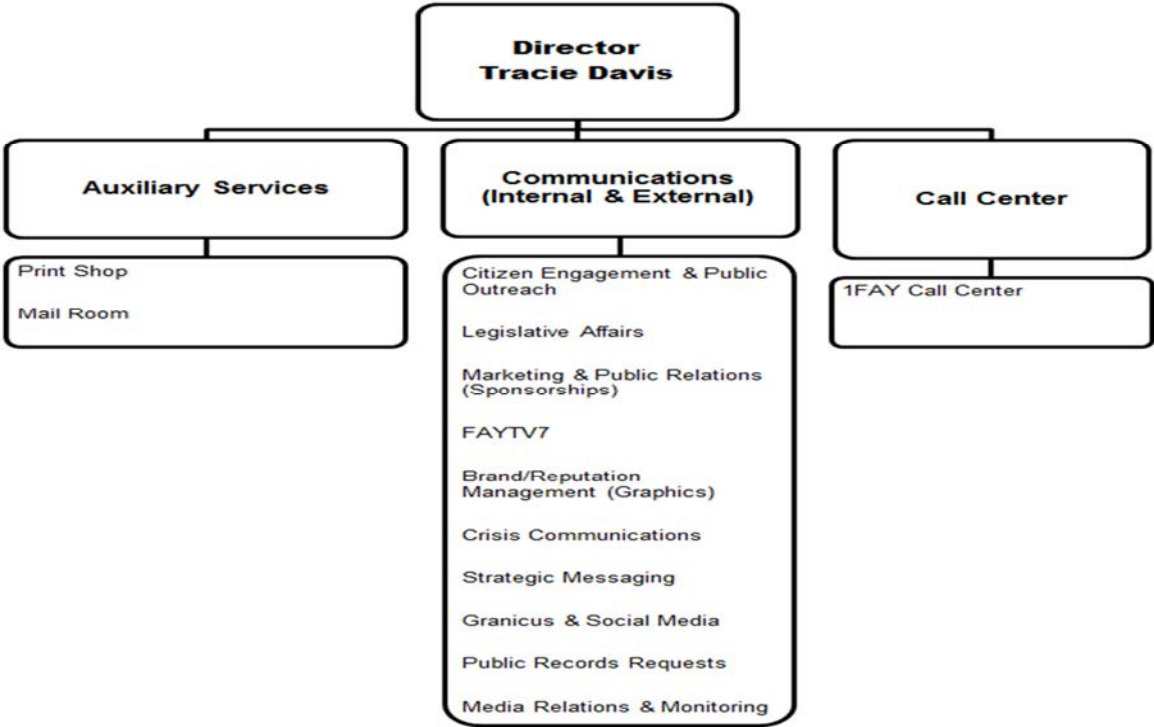 Director
Tracie Davis
Auxiliary Services
Print Shop
Mail Room
Communications
(Internal & External)
Citizen Engagement & Public
Outreach
Legislative Affairs
Marketing & Public Relations
(Sponsorships)
FAYTV7
Brand/Reputation
Management (Graphics)
Crisis Communications
Strategic Messaging
Granicus & Social Media
Public Records Requests
Media Relations & Monitoring
Call Center
1FAY Call Center